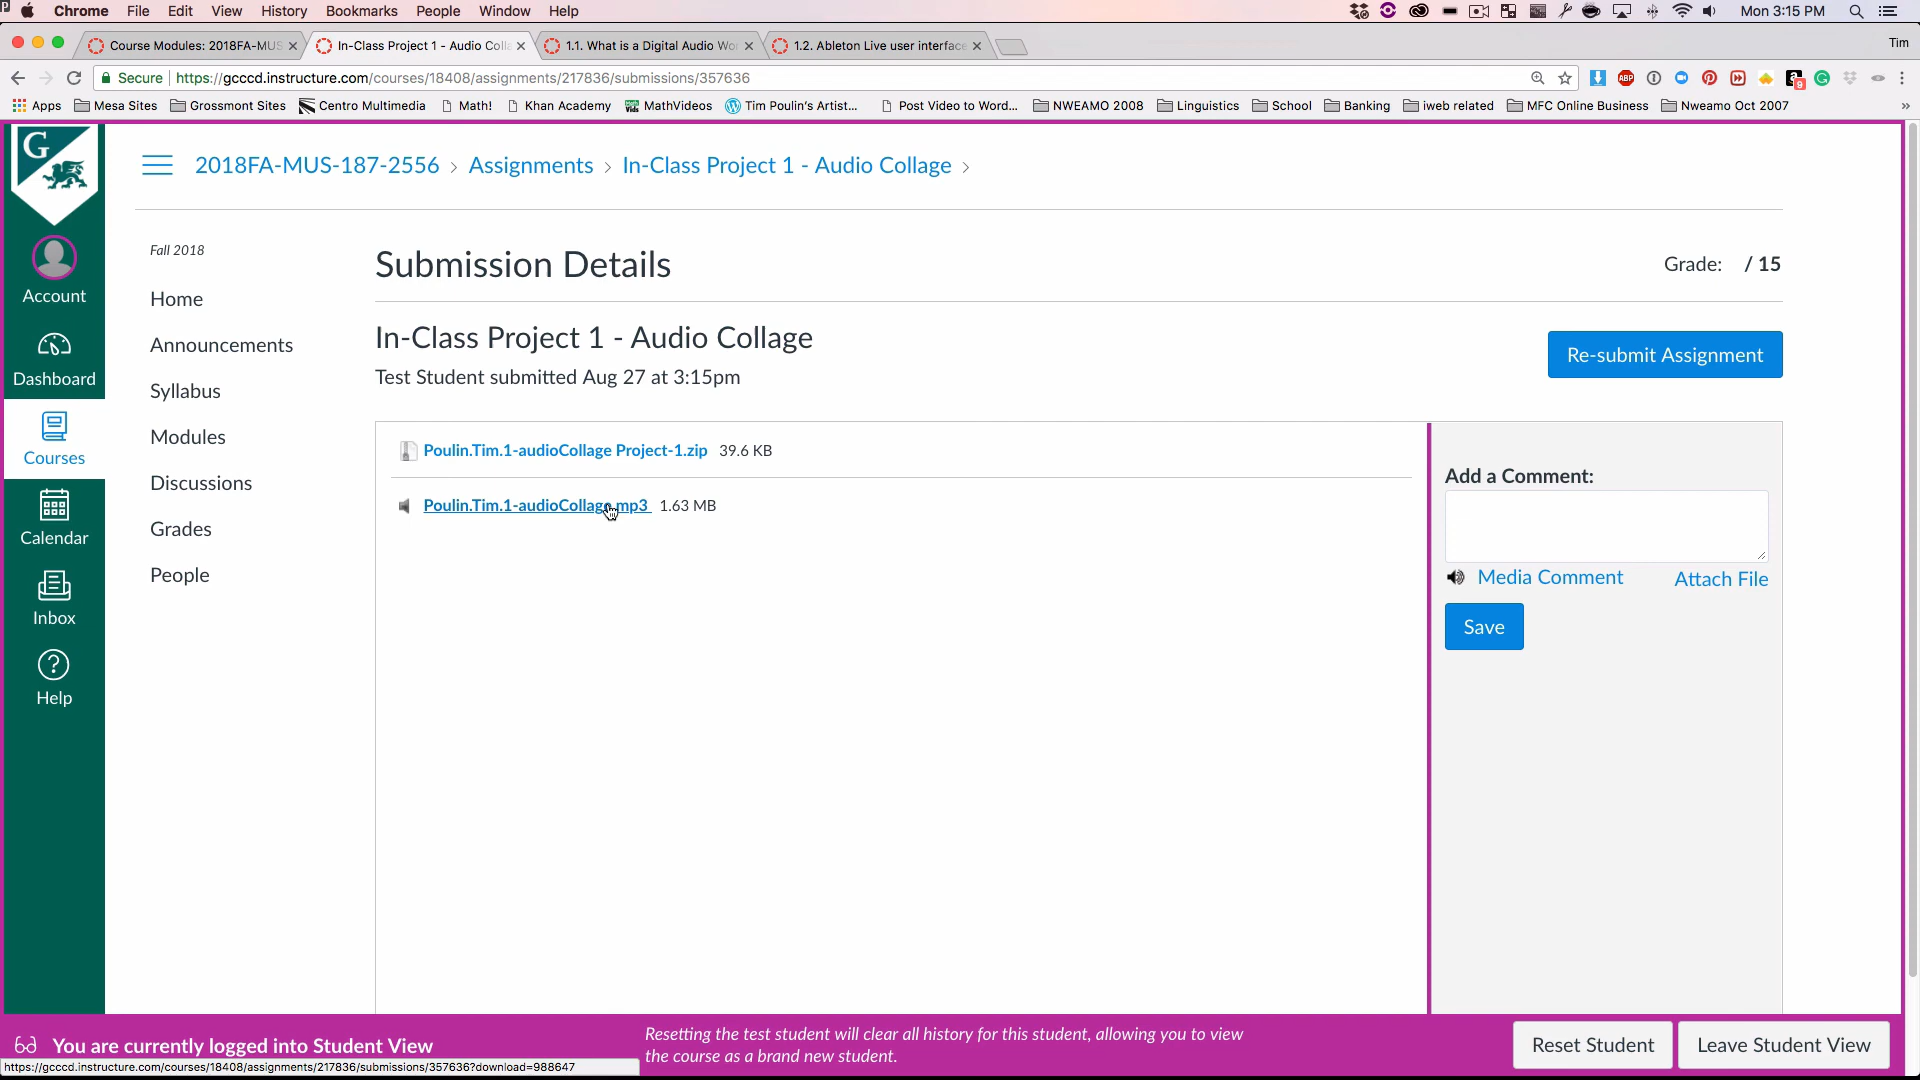 Chrome File Edit View History Bookmarks People Window Help
Mon 3:15 PM
Course Modules: 2018FA-MUS
In-Class Project 1 - Audio Colla
1.1. What is a Digital Audio Wor
1.2. Ableton Live user interface
Tim
Secure
https://gcccd.instructure.com/courses/18408/assignments/217836/submissions/357636
ABP
9
Apps Mesa Sites Grossmont Sites Centro Multimedia Math! Khan Academy MathVideos Tim Poulin's Artist... Post Video to Word... NWEAMO 2008 Linguistics School Banking iweb related MFC Online Business Nweamo Oct 2007 »
G
2018FA-MUS-187-2556 › Assignments › In-Class Project 1 - Audio Collage ›
Account
Dashboard
Courses
Calendar
Inbox
Help
Fall 2018
Home
Announcements
Syllabus
Modules
Discussions
Grades
People
Submission Details
Grade: / 15
In-Class Project 1 - Audio Collage
Test Student submitted Aug 27 at 3:15pm
Re-submit Assignment
Poulin.Tim.1-audioCollage Project-1.zip 39.6 KB
Poulin.Tim.1-audioCollage.mp3 1.63 MB
Add a Comment:
Media Comment
Attach File
Save
You are currently logged into Student View
Resetting the test student will clear all history for this student, allowing you to view
the course as a brand new student.
Reset Student
Leave Student View
https://gcccd.instructure.com/courses/18408/assignments/217836/submissions/357636?download=988647